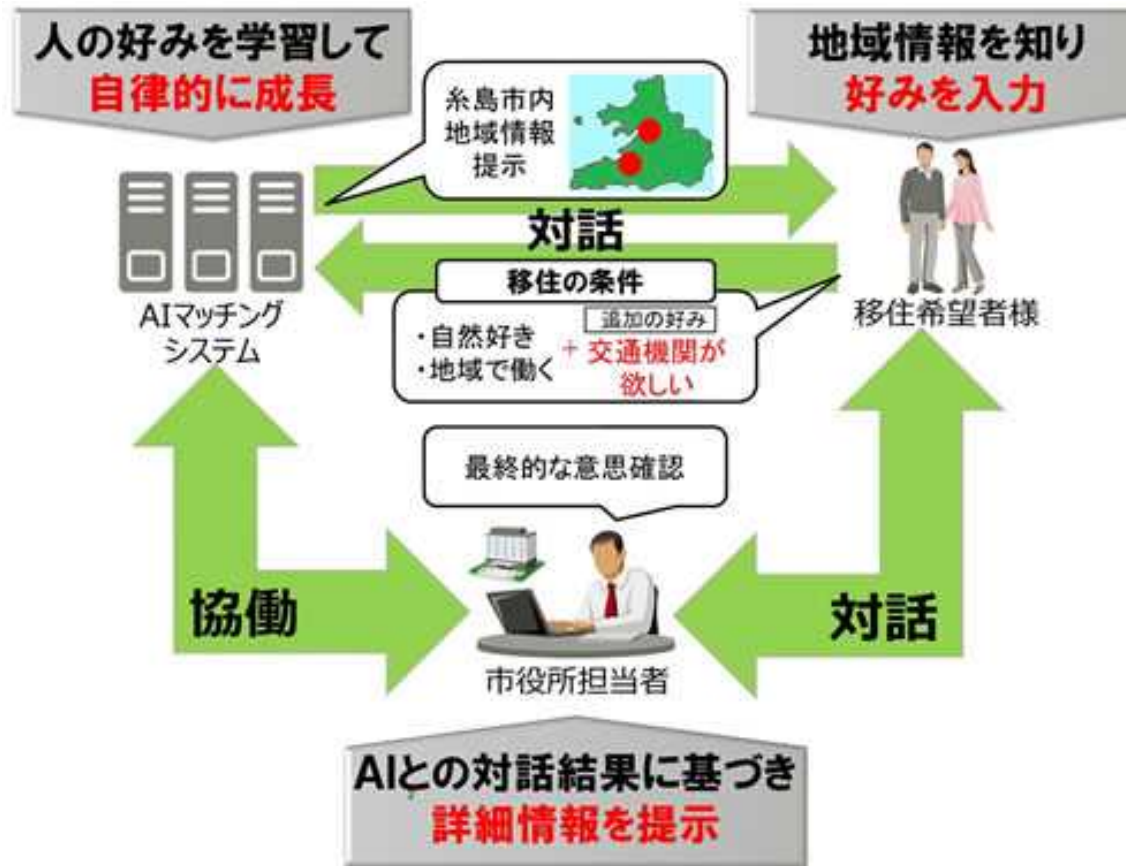 人の好みを学習して
自律的に成長
地域情報を知り
好みを入力
糸島市内
地域情報
提示
対話
移住の条件
・自然好き
・地域で働く
追加の好み
+ 交通機関が
欲しい
AIマッチング
システム
移住希望者様
最終的な意思確認
協働
対話
市役所担当者
AIとの対話結果に基づき
詳細情報を提示